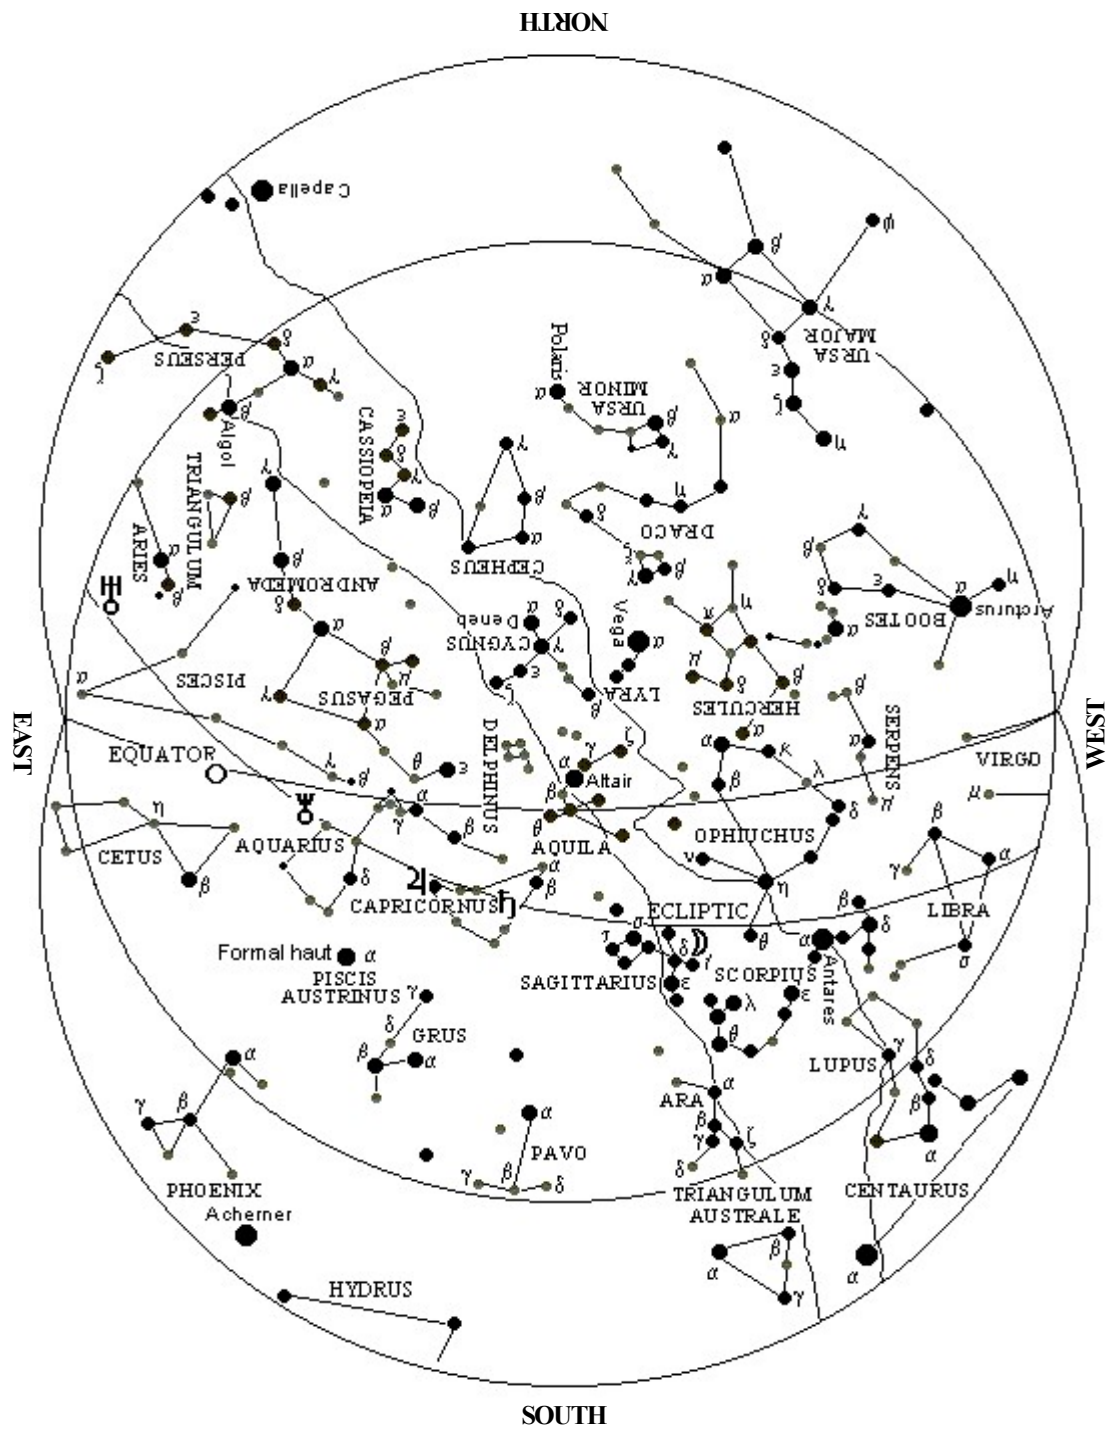 NORTH
Capella
PERSEUS
Algol
TRIANGULUM
ARIES
CASSIOPEIA
CEPHEUS
Polaris
URSA
MINOR
URSA
MAJOR
DRACO
ANDROMEDA
PISCES
PEGASUS
Deneb
CYGNUS
Vega
LYRA
HERCULES
BOOTES
Arcturus
SERPENS
VIRGO
EAST
WEST
EQUATOR
DELPHINUS
Attair
AQUILA
OPHIUCHUS
CETUS
AQUARIUS
CAPRICORNUS
ECLIPTIC
LIBRA
Formal haut
PISCIS
AUSTRINUS
SAGITTARIUS
SCORPIUS
Antares
GRUS
LUPUS
ARA
PAVO
PHOENIX
Acherner
TRIANGULUM
AUSTRALE
CENTAURUS
HYDRUS
SOUTH